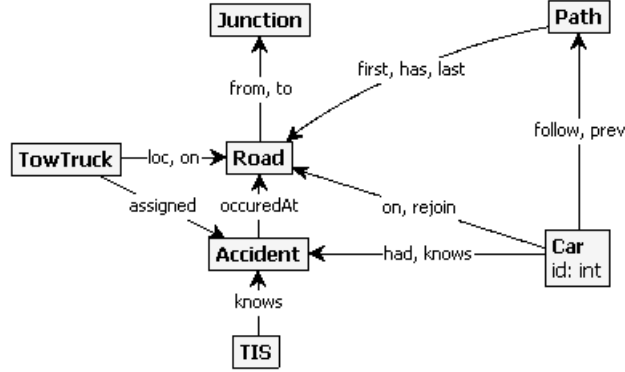 Junction
Path
first, has, last
from, to
follow, prev
TowTruck
loc, on
Road
assigned
occuredAt
on, rejoin
Accident
had, knows
Car
id: int
knows
TIS